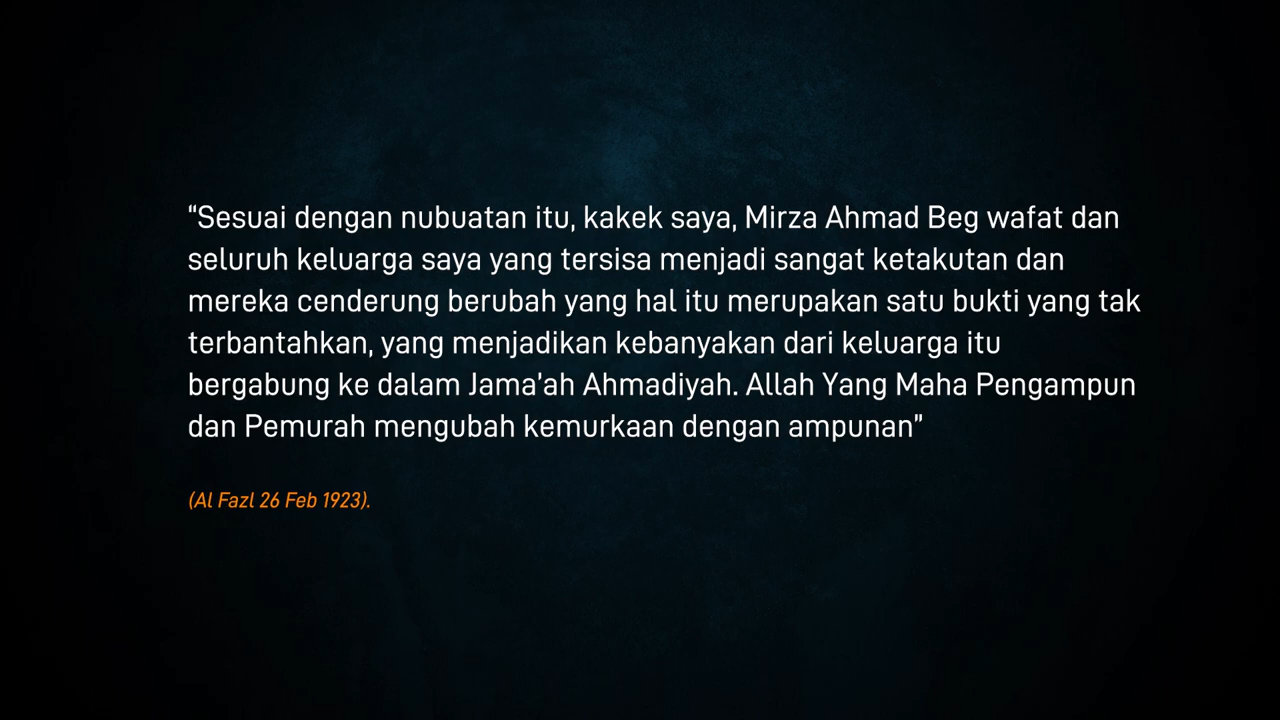 “Sesuai dengan nubuatan itu, kakek saya, Mirza Ahmad Beg wafat dan
seluruh keluarga saya yang tersisa menjadi sangat ketakutan dan
mereka cenderung berubah yang hal itu merupakan satu bukti yang tak
terbantahkan, yang menjadikan kebanyakan dari keluarga itu
bergabung ke dalam Jama’ah Ahmadiyah. Allah Yang Maha Pengampun
dan Pemurah mengubah kemurkaan dengan ampunan”
(Al Fazl 26 Feb 1923).